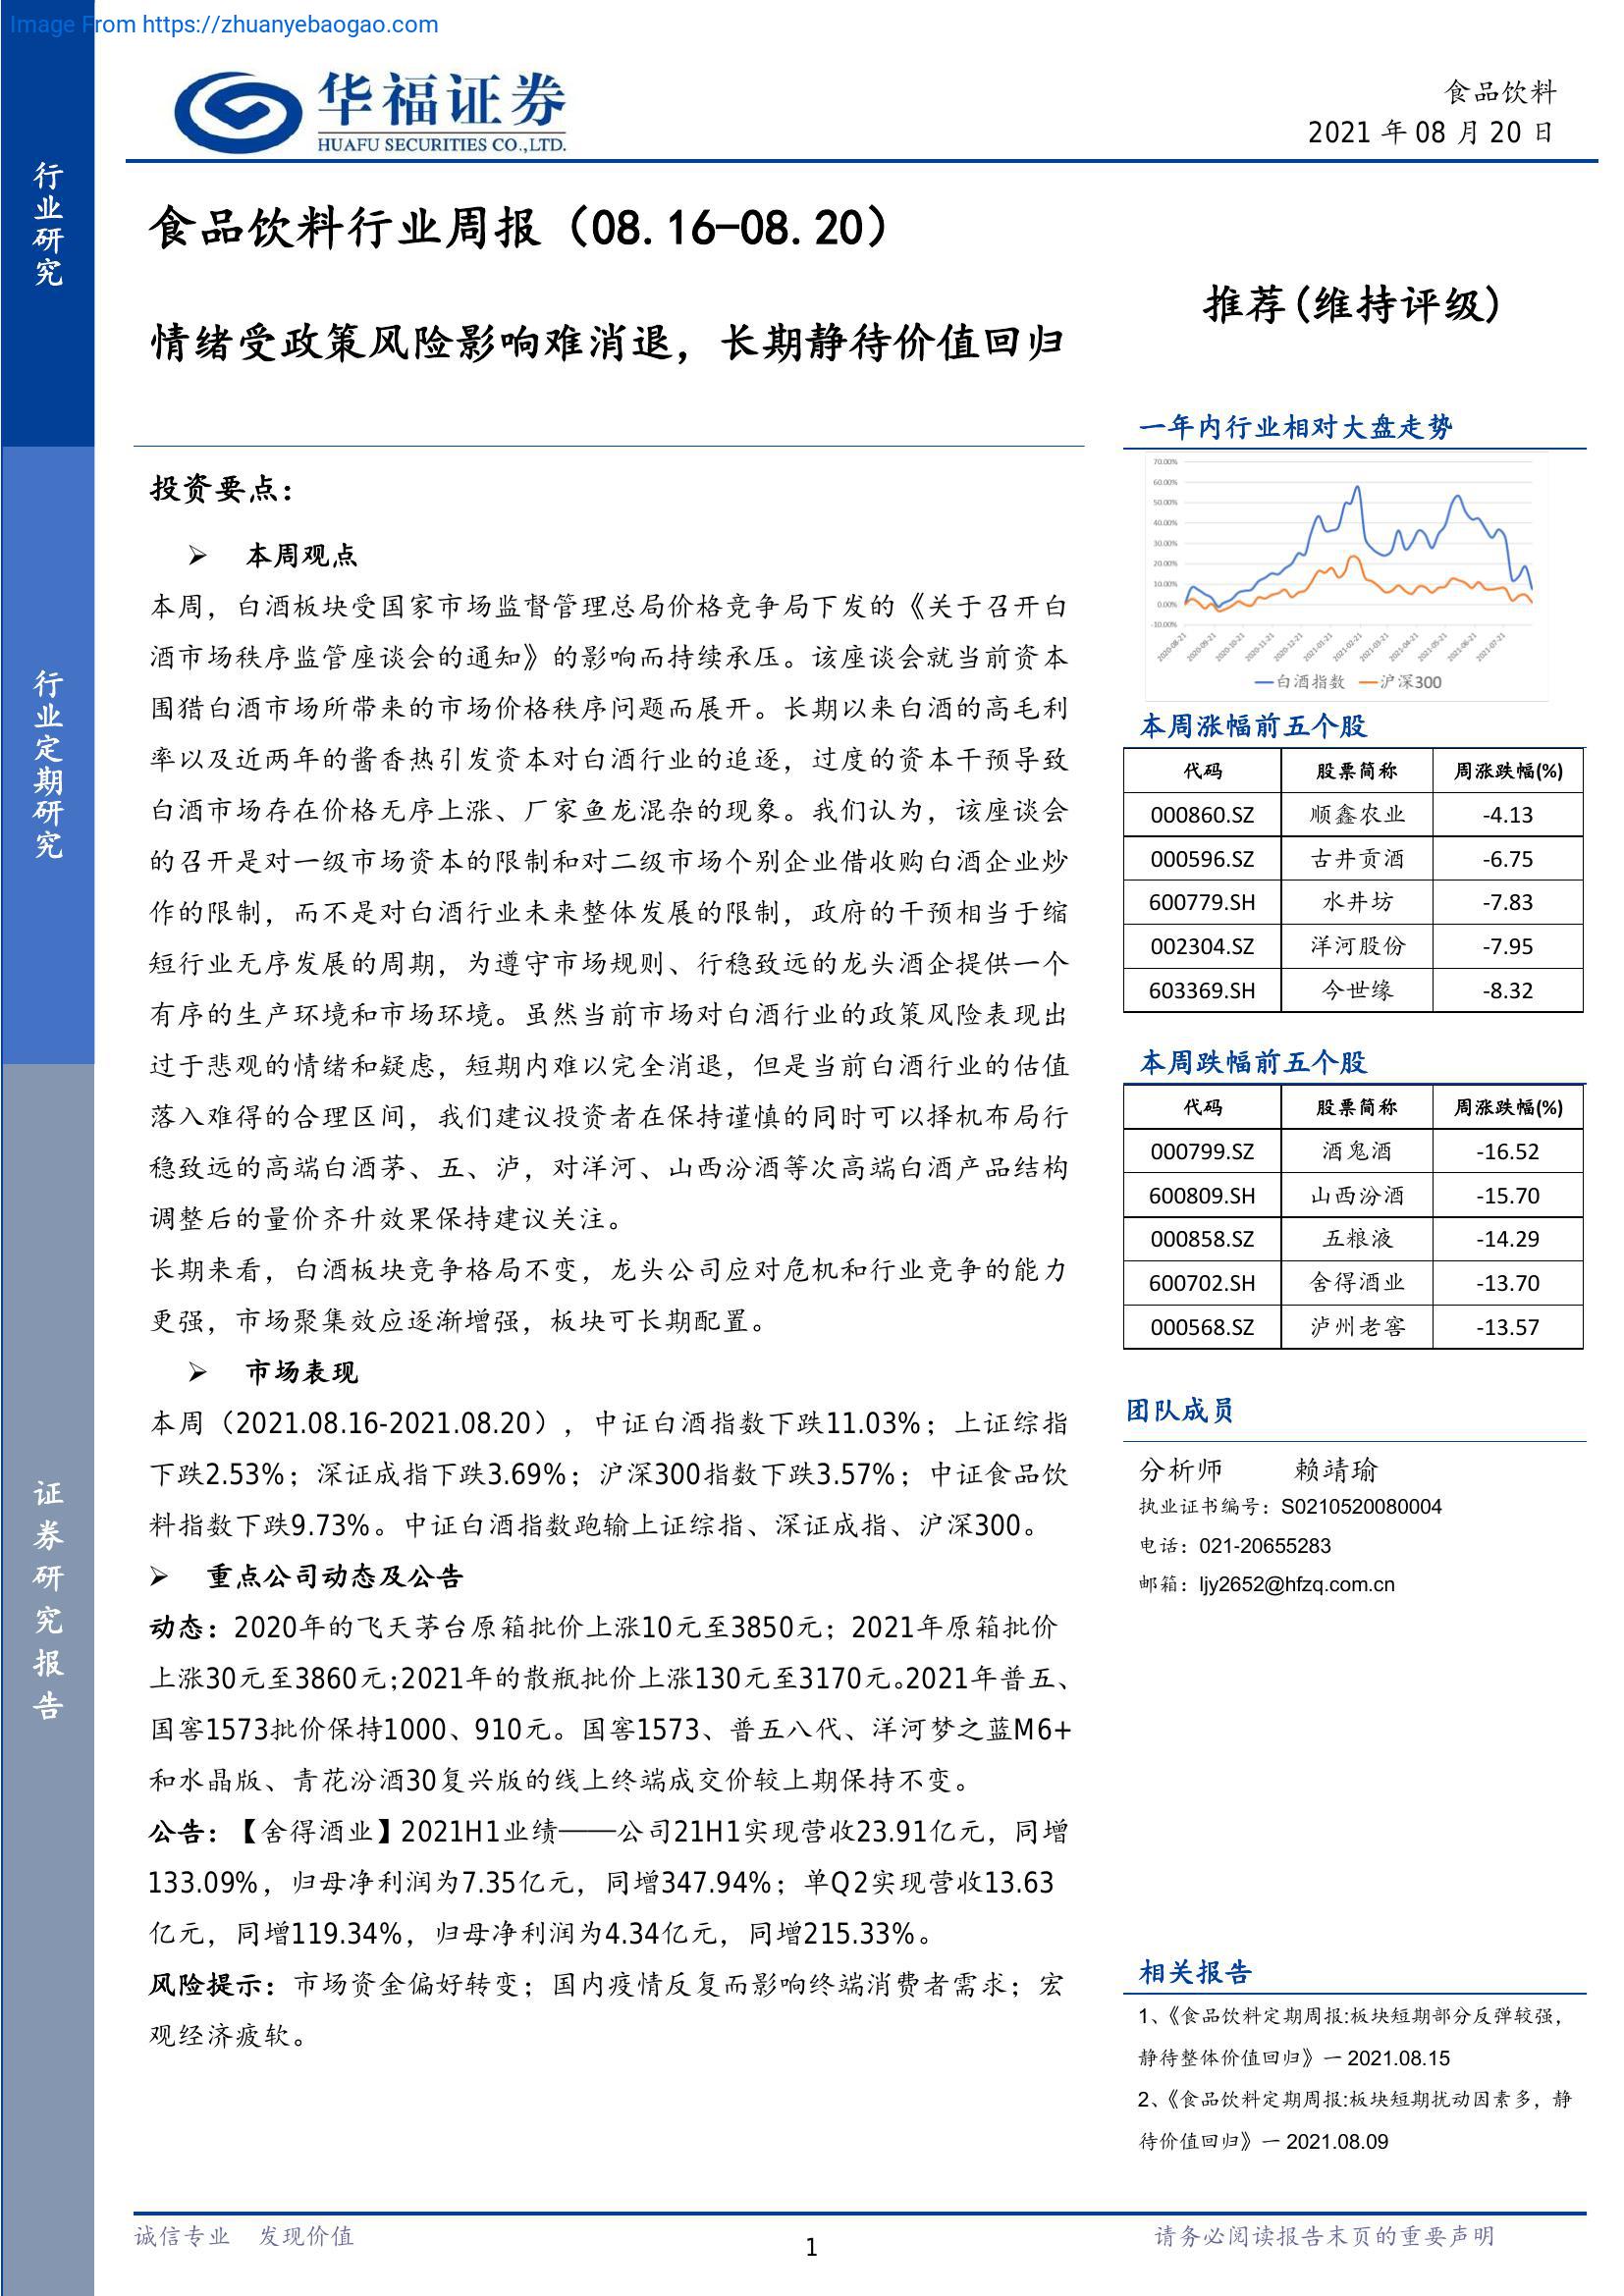 Image From https://zhuanyebaogao.com
华福证券
HUAFU SECURITIES CO.,LTD.
食品饮料
2021 年 08 月 20 日
行业研究
行业定期研究
证券研究报告
食品饮料行业周报（08.16-08.20）
情绪受政策风险影响难消退，长期静待价值回归
推荐(维持评级)
投资要点：
➢ 本周观点
本周，白酒板块受国家市场监督管理总局价格竞争局下发的《关于召开白
酒市场秩序监管座谈会的通知》的影响而持续承压。该座谈会就当前资本
围猎白酒市场所带来的市场价格秩序问题而展开。长期以来白酒的高毛利
率以及近两年的酱香热引发资本对白酒行业的追逐，过度的资本干预导致
白酒市场存在价格无序上涨、厂家鱼龙混杂的现象。我们认为，该座谈会
的召开是对一级市场资本的限制和对二级市场个别企业借收购白酒企业炒
作的限制，而不是对白酒行业未来整体发展的限制，政府的干预相当于缩
短行业无序发展的周期，为遵守市场规则、行稳致远的龙头酒企提供一个
有序的生产环境和市场环境。虽然当前市场对白酒行业的政策风险表现出
过于悲观的情绪和疑虑，短期内难以完全消退，但是当前白酒行业的估值
落入难得的合理区间，我们建议投资者在保持谨慎的同时可以择机布局行
稳致远的高端白酒茅、五、泸，对洋河、山西汾酒等次高端白酒产品结构
调整后的量价齐升效果保持建议关注。
长期来看，白酒板块竞争格局不变，龙头公司应对危机和行业竞争的能力
更强，市场聚集效应逐渐增强，板块可长期配置。
➢ 市场表现
本周（2021.08.16-2021.08.20），中证白酒指数下跌11.03%；上证综指
下跌2.53%；深证成指下跌3.69%；沪深300指数下跌3.57%；中证食品饮
料指数下跌9.73%。中证白酒指数跑输上证综指、深证成指、沪深300。
➢ 重点公司动态及公告
动态：2020年的飞天茅台原箱批价上涨10元至3850元；2021年原箱批价
上涨30元至3860元;2021年的散瓶批价上涨130元至3170元。2021年普五、
国窖1573批价保持1000、910元。国窖1573、普五八代、洋河梦之蓝M6+
和水晶版、青花汾酒30复兴版的线上终端成交价较上期保持不变。
公告：【舍得酒业】2021H1业绩——公司21H1实现营收23.91亿元，同增
133.09%，归母净利润为7.35亿元，同增347.94%；单Q2实现营收13.63
亿元，同增119.34%，归母净利润为4.34亿元，同增215.33%。
风险提示：市场资金偏好转变；国内疫情反复而影响终端消费者需求；宏
观经济疲软。
一年内行业相对大盘走势
70.00%
60.00%
50.00%
40.00%
30.00%
20.00%
10.00%
0.00%
-10.00%
2020-08-21 2020-09-21 2020-10-21 2020-11-21 2020-12-21 2021-01-21 2021-02-21 2021-03-21 2021-04-21 2021-05-21 2021-06-21 2021-07-21
白酒指数 沪深300
本周涨幅前五个股
代码 股票简称 周涨跌幅(%)
000860.SZ 顺鑫农业 -4.13
000596.SZ 古井贡酒 -6.75
600779.SH 水井坊 -7.83
002304.SZ 洋河股份 -7.95
603369.SH 今世缘 -8.32
本周跌幅前五个股
代码 股票简称 周涨跌幅(%)
000799.SZ 酒鬼酒 -16.52
600809.SH 山西汾酒 -15.70
000858.SZ 五粮液 -14.29
600702.SH 舍得酒业 -13.70
000568.SZ 泸州老窖 -13.57
团队成员
分析师 赖靖瑜
执业证书编号：S0210520080004
电话：021-20655283
邮箱：ljy2652@hfzq.com.cn
相关报告
1、《食品饮料定期周报:板块短期部分反弹较强，
静待整体价值回归》一 2021.08.15
2、《食品饮料定期周报:板块短期扰动因素多，静
待价值回归》一 2021.08.09
诚信专业 发现价值
1
请务必阅读报告末页的重要声明